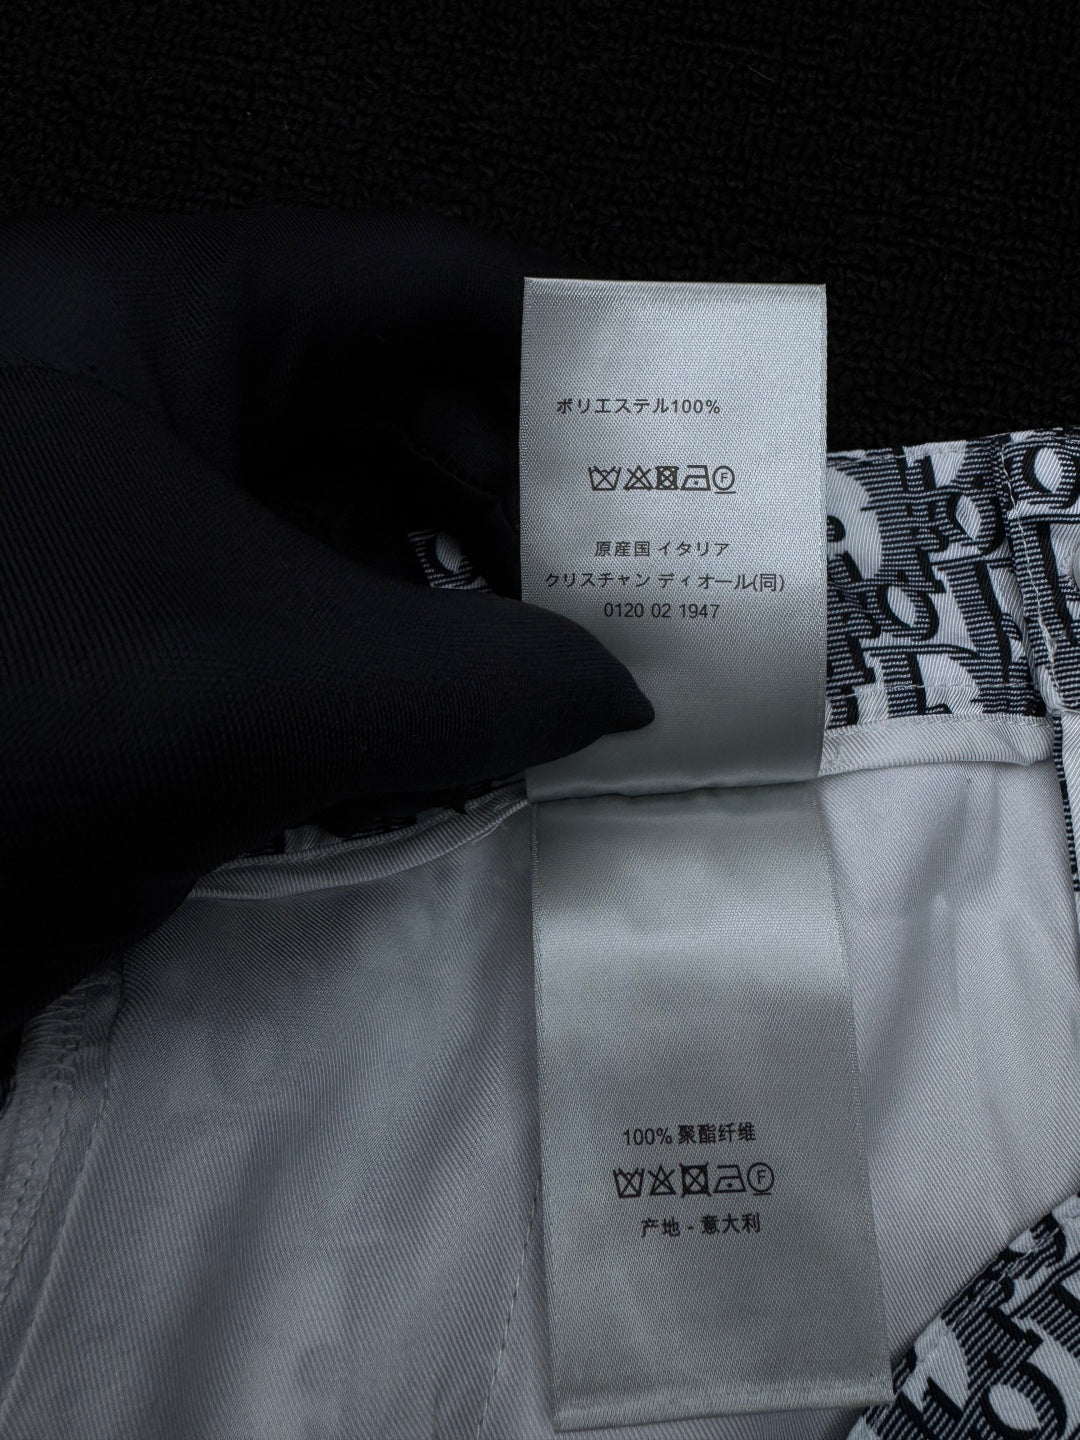 ポリエステル100%
F
原産国 イタリア
クリスチャン ディオール(同)
0120 02 1947
100% 聚酯纤维
F
产地 - 意大利